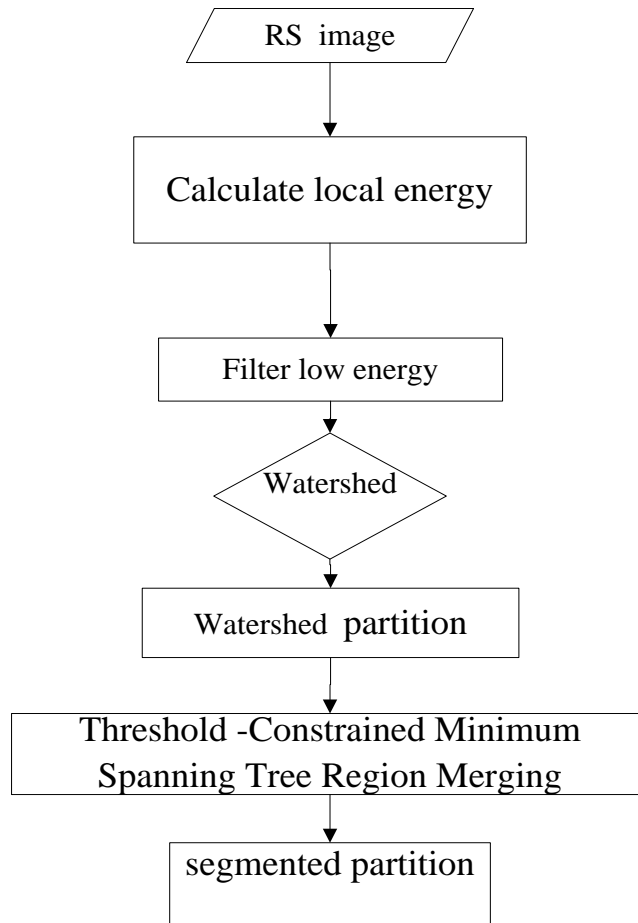 RS image
Calculate local energy
Filter low energy
Watershed
Watershed partition
Threshold -Constrained Minimum
Spanning Tree Region Merging
segmented partition